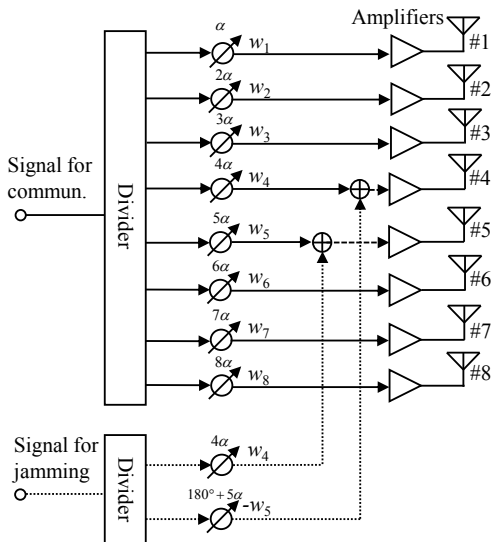 Amplifiers
α
w1
#1
2α
w2
#2
3α
w3
#3
Signal for
commun.
4α
w4
#4
Divider
5α
w5
#5
6α
w6
#6
7α
w7
#7
8α
w8
#8
Signal for
jamming
Divider
4α
w4
180°+5α
-w5